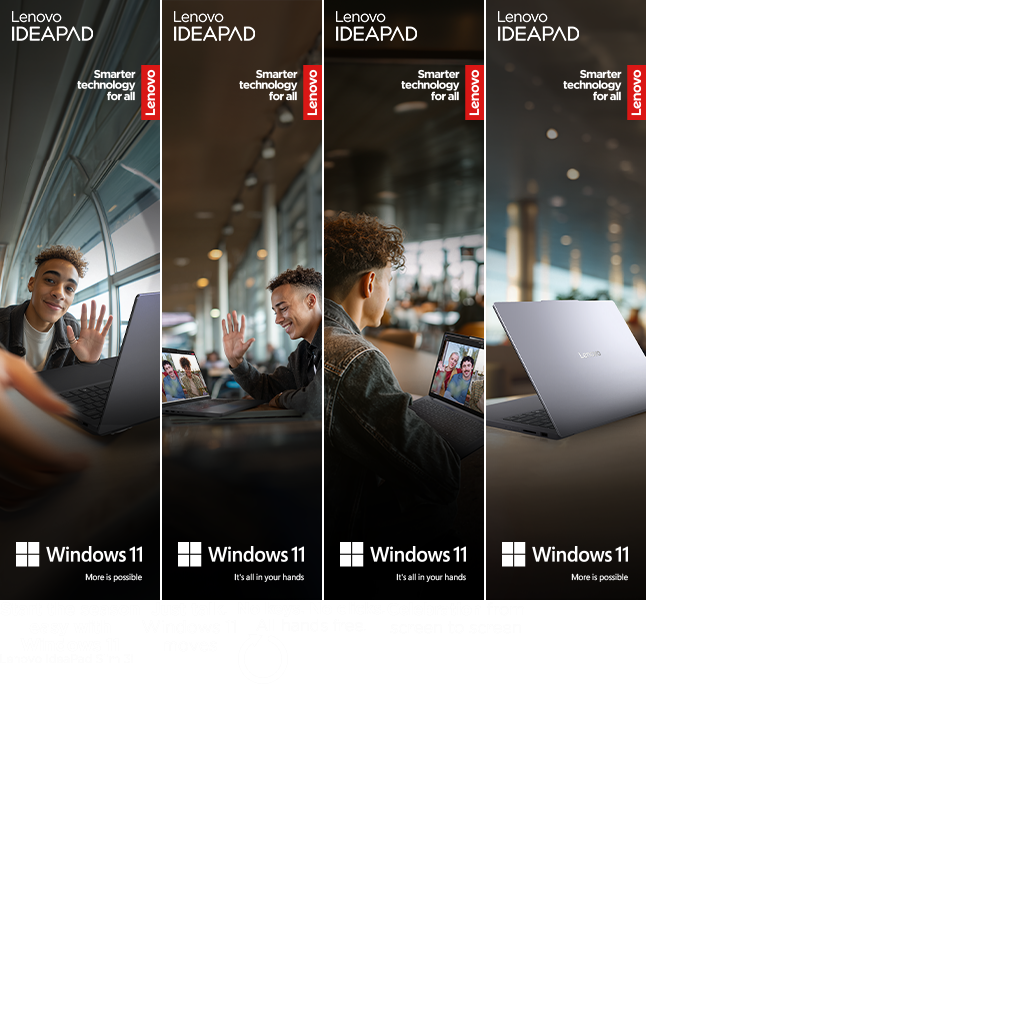 Lenovo
IDEAPAD
Smarter
technology
for all
Lenovo
Windows 11
More is possible
Lenovo
IDEAPAD
Smarter
technology
for all
Lenovo
Windows 11
It's all in your hands
Lenovo
IDEAPAD
Smarter
technology
for all
Lenovo
Windows 11
It's all in your hands
Lenovo
IDEAPAD
Smarter
technology
for all
Lenovo
Lenovo
Windows 11
More is possible